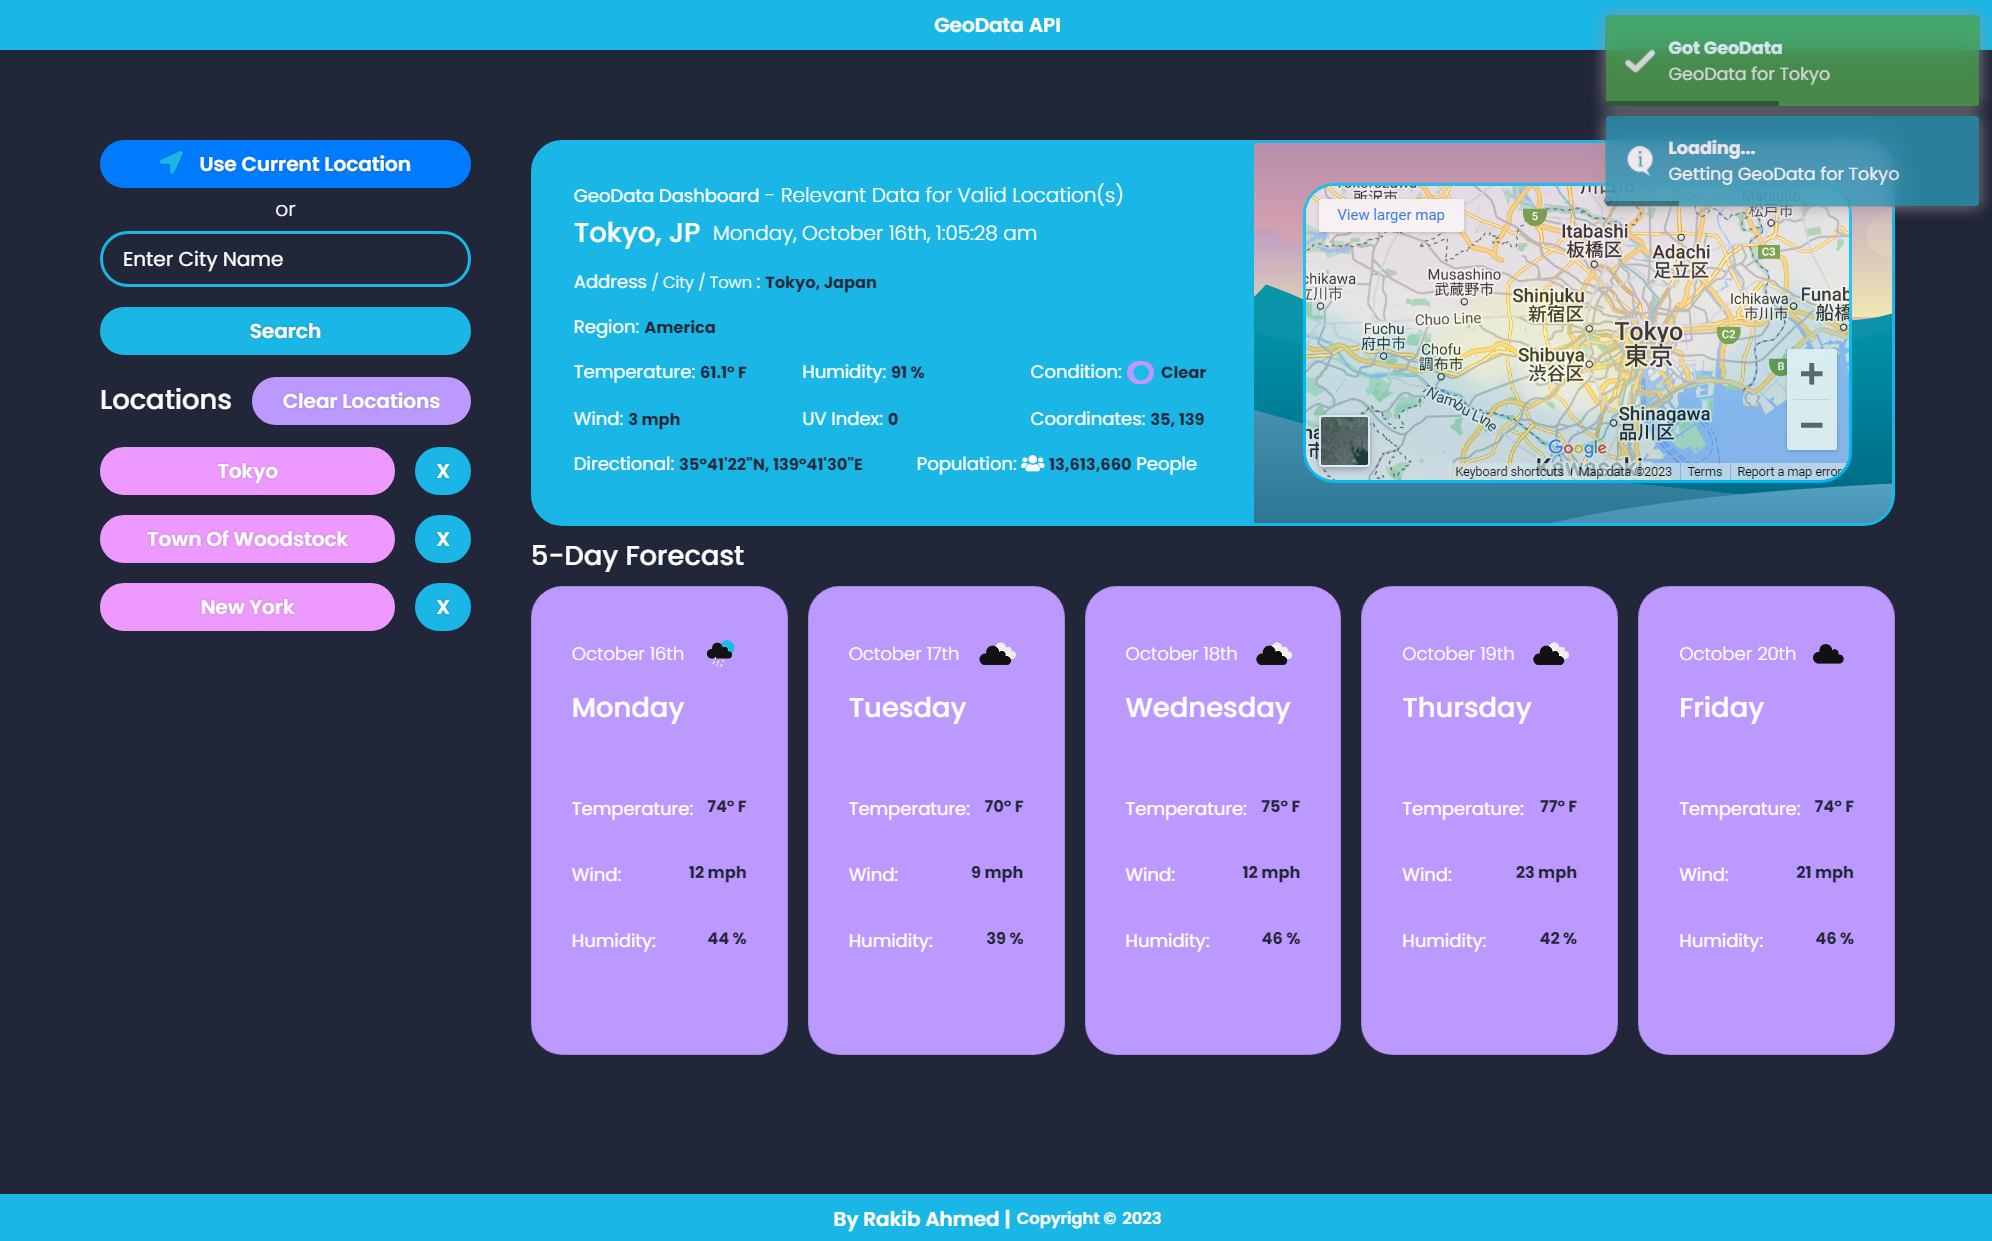 GeoData API
Got GeoData
GeoData for Tokyo
Loading...
Getting GeoData for Tokyo
Use Current Location
or
Enter City Name
Search
Locations
Clear Locations
Tokyo
X
Town Of Woodstock
X
New York
X
GeoData Dashboard - Relevant Data for Valid Location(s)
Tokyo, JP Monday, October 16th, 1:05:28 am
Address / City / Town : Tokyo, Japan
Region: America
Temperature: 61.1° F
Humidity: 91 %
Condition: Clear
Wind: 3 mph
UV Index: 0
Coordinates: 35, 139
Directional: 35°41'22"N, 139°41'30"E
Population: 13,613,660 People
所沢市
View larger map
5
Matsudo
松戸市
Itabashi
板橋区
Adachi
足立区
C3
Musashino
武蔵野市
Shinjuku
新宿区
Ichikawa
市川市
Chuo Line
Fuchu
府中市
Chofu
調布市
Shibuya
渋谷区
Tokyo
東京
C2
B
+
−
Nambu Line
Shinagawa
品川区
Google
Keyboard shortcuts
Map data ©2023
Terms
Report a map error
5-Day Forecast
October 16th
Monday
Temperature: 74° F
Wind: 12 mph
Humidity: 44 %
October 17th
Tuesday
Temperature: 70° F
Wind: 9 mph
Humidity: 39 %
October 18th
Wednesday
Temperature: 75° F
Wind: 12 mph
Humidity: 46 %
October 19th
Thursday
Temperature: 77° F
Wind: 23 mph
Humidity: 42 %
October 20th
Friday
Temperature: 74° F
Wind: 21 mph
Humidity: 46 %
By Rakib Ahmed | Copyright © 2023